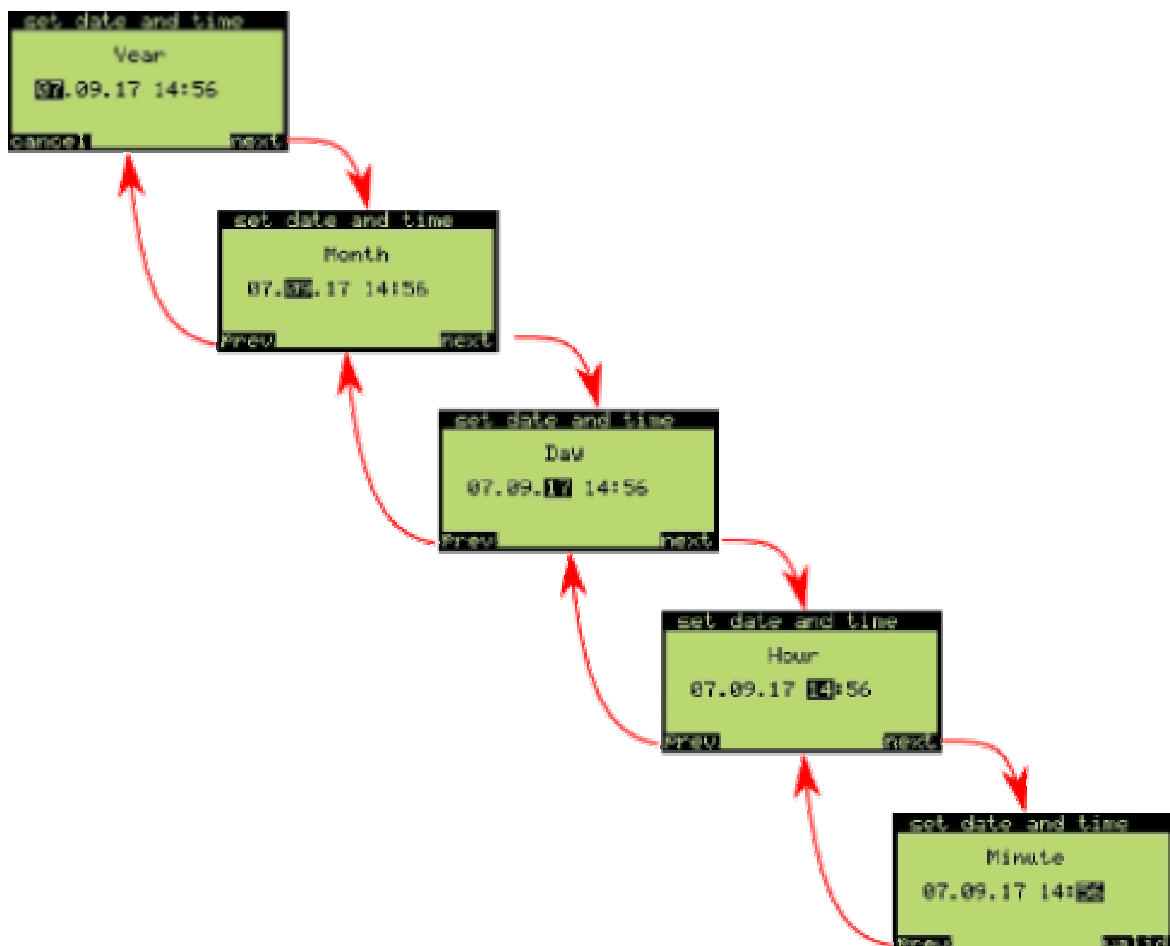 set date and time
Year
07.09.17 14:56
cancel next
set date and time
Month
07.09.17 14:56
Prev next
set date and time
Day
07.09.17 14:56
Prev next
set date and time
Hour
07.09.17 14:56
Prev next
set date and time
Minute
07.09.17 14:56
Prev